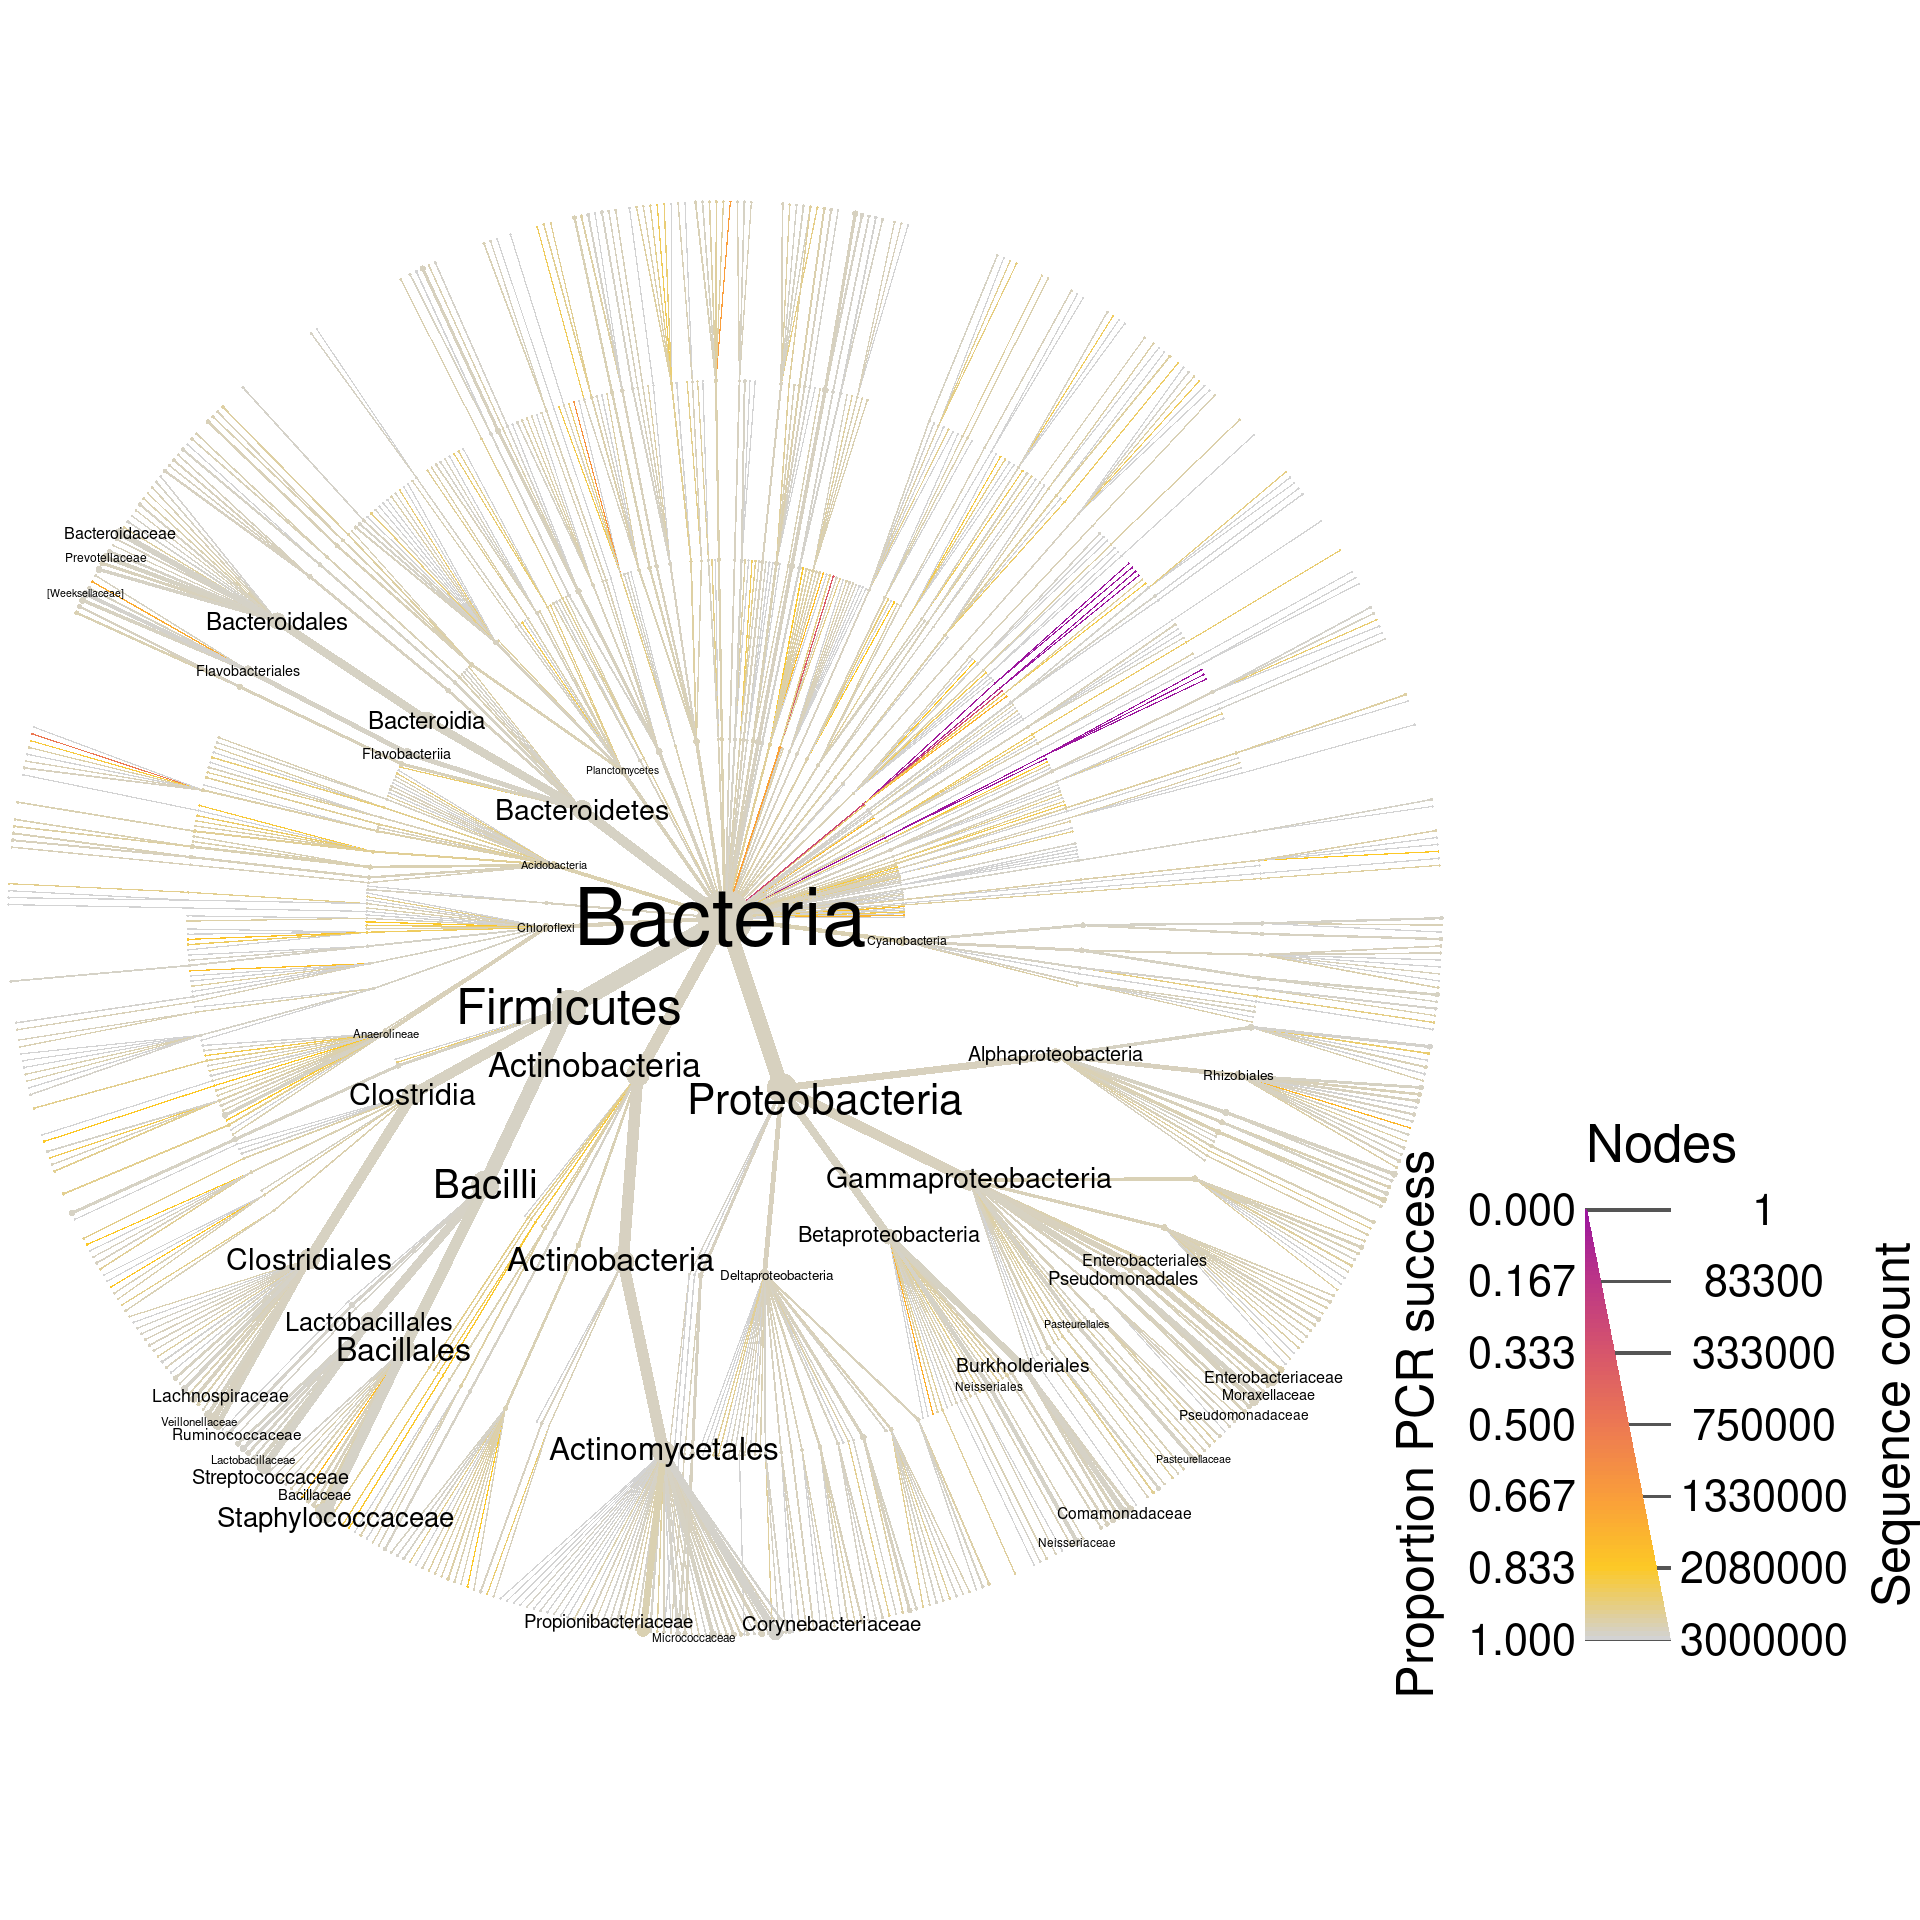 Bacteroidaceae
Prevotellaceae
[Weeksellaceae]
Bacteroidales
Flavobacteriales
Bacteroidia
Flavobacteriia
Planctomycetes
Bacteroidetes
Acidobacteria
Bacteria
Chloroflexi
Cyanobacteria
Firmicutes
Anaerolineae
Actinobacteria
Alphaproteobacteria
Rhizobiales
Clostridia
Proteobacteria
Bacilli
Gammaproteobacteria
Betaproteobacteria
Clostridiales
Actinobacteria
Deltaproteobacteria
Enterobacteriales
Pseudomonadales
Lactobacillales
Pasteurellales
Bacillales
Burkholderiales
Neisseriales
Enterobacteriaceae
Moraxellaceae
Pseudomonadaceae
Lachnospiraceae
Veillonellaceae
Ruminococcaceae
Actinomycetales
Lactobacillaceae
Streptococcaceae
Bacillaceae
Staphylococcaceae
Pasteurellaceae
Comamonadaceae
Neisseriaceae
Propionibacteriaceae
Micrococcaceae
Corynebacteriaceae
Nodes
Proportion PCR success
Sequence count
0.000 1
0.167 83300
0.333 333000
0.500 750000
0.667 1330000
0.833 2080000
1.000 3000000